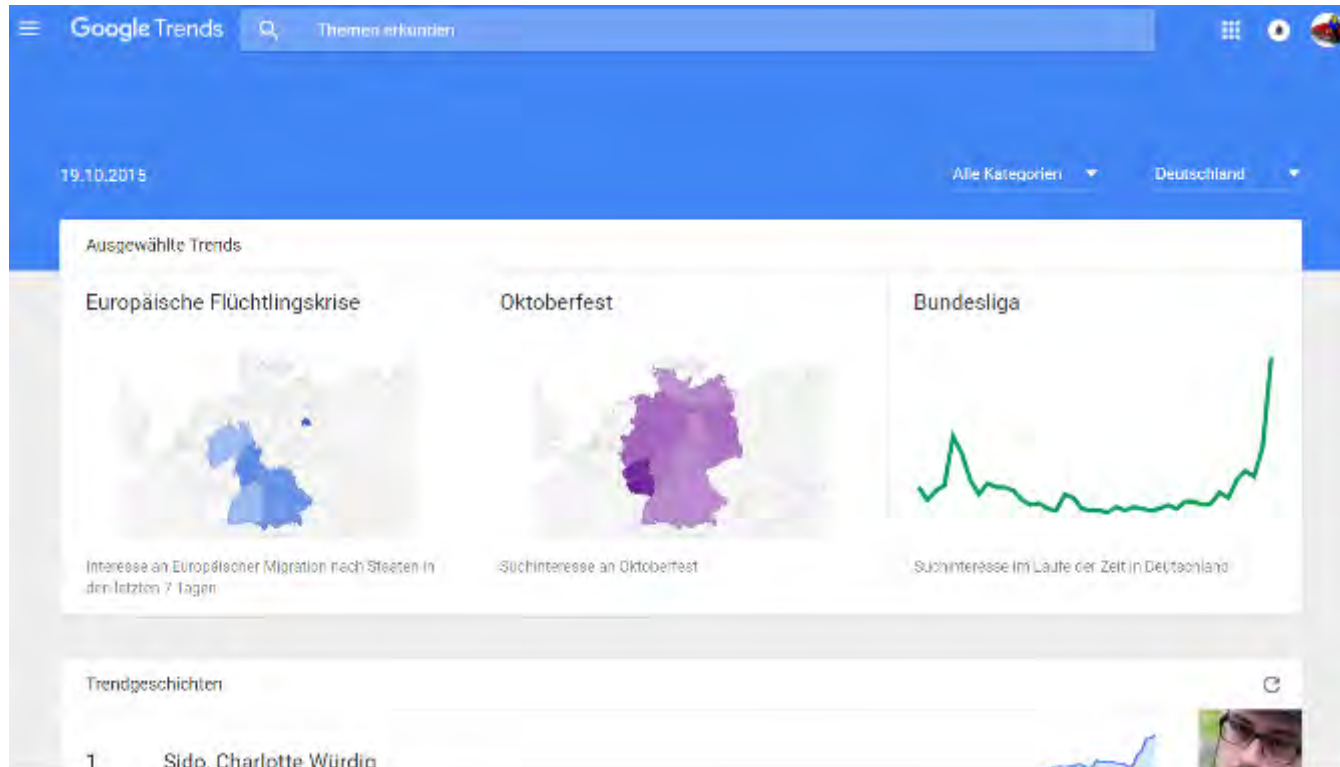 Google Trends
Themen erkunden
19.10.2015
Alle Kategorien
Deutschland
Ausgewählte Trends
Europäische Flüchtlingskrise
Oktoberfest
Bundesliga
Interesse an Europäischer Migration nach Staaten in
den letzten 7 Tagen
Suchinteresse an Oktoberfest
Suchinteresse im Laufe der Zeit in Deutschland
Trendgeschichten
1 Sido, Charlotte Würdig